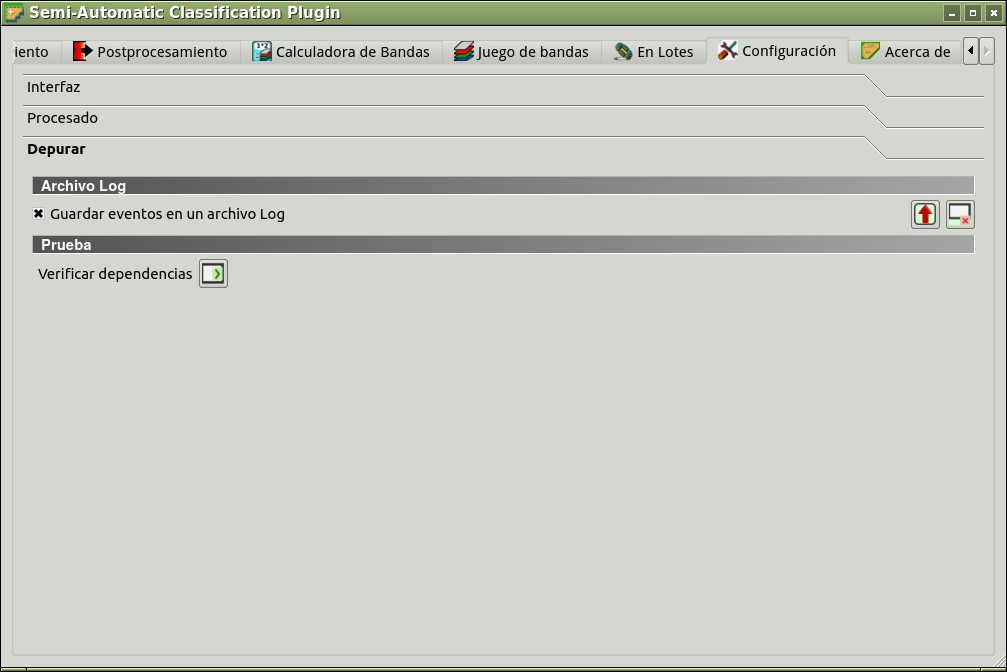 Semi-Automatic Classification Plugin
iento Postprocesamiento Calculadora de Bandas Juego de bandas En Lotes Configuración Acerca de
Interfaz
Procesado
Depurar
Archivo Log
Guardar eventos en un archivo Log
Prueba
Verificar dependencias